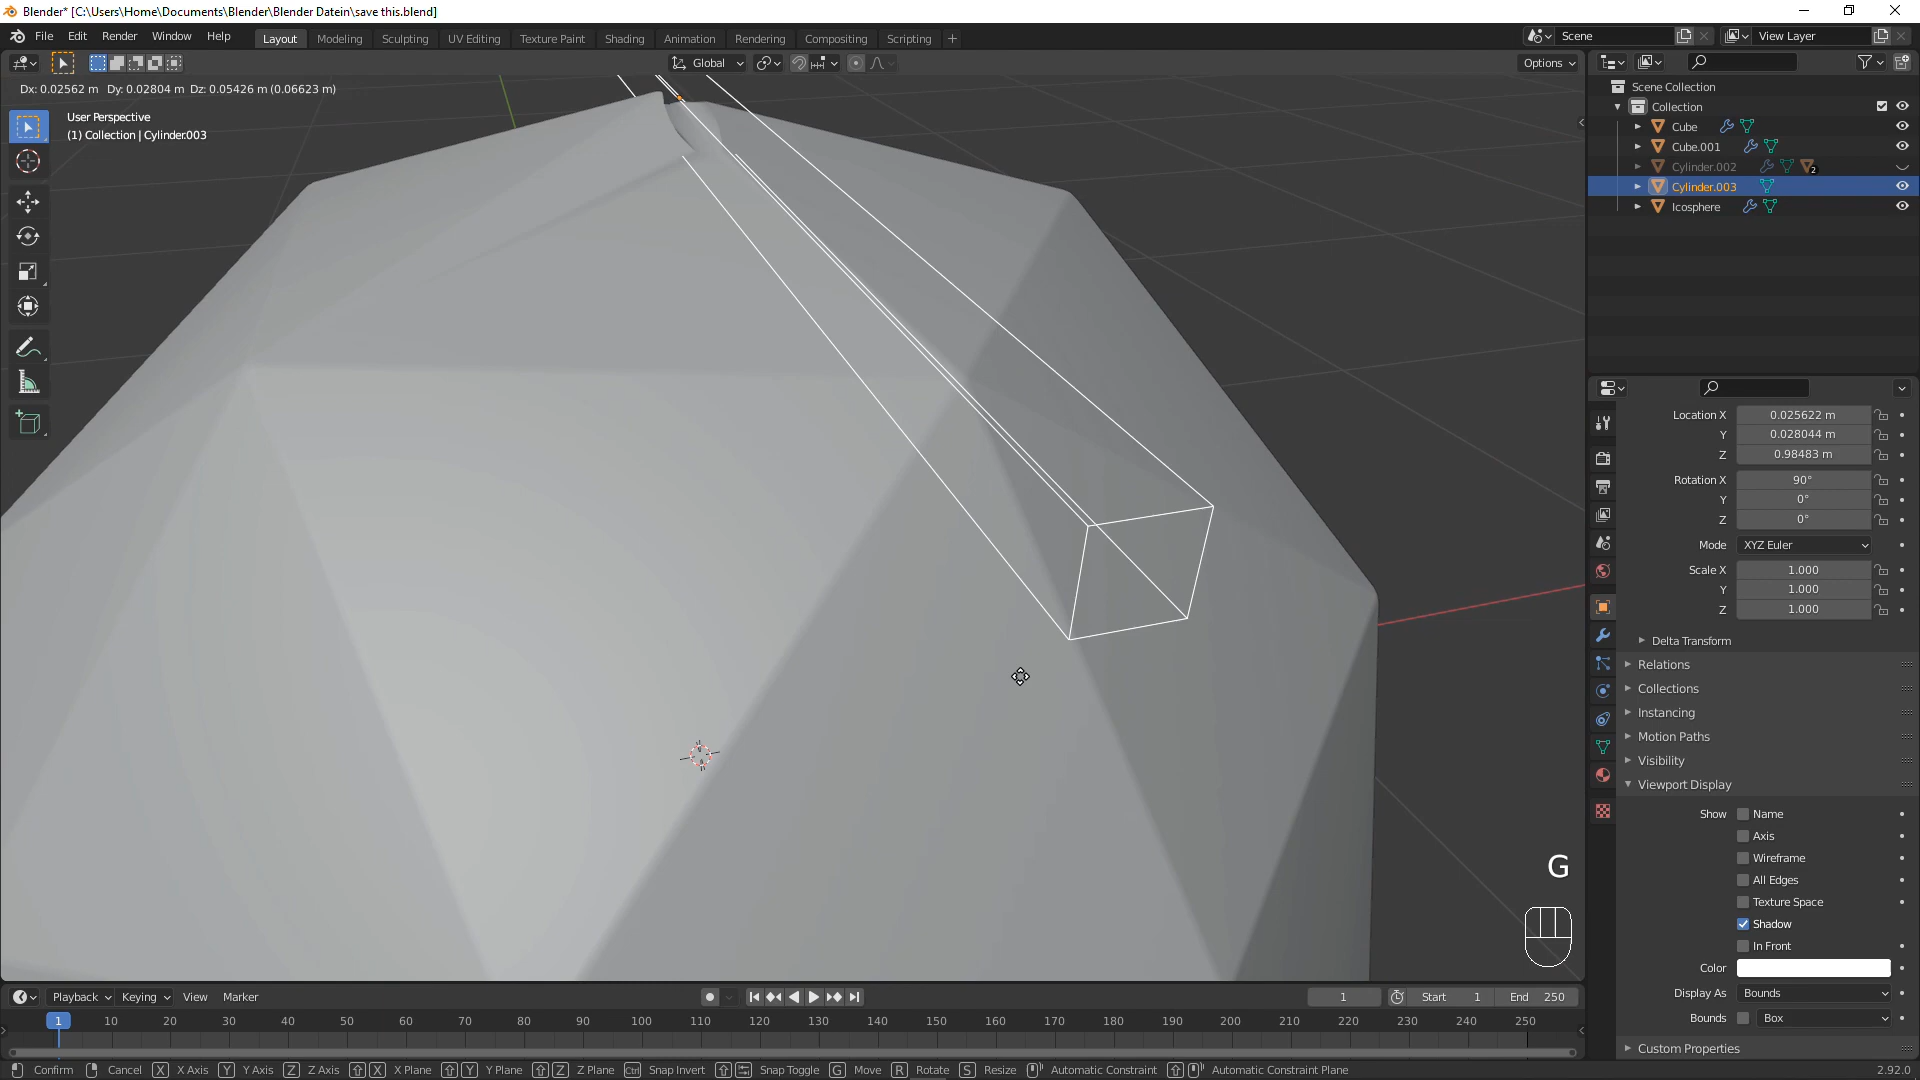 Blender* [C:\Users\Home\Documents\Blender\Blender Datein\save this.blend]
File Edit Render Window Help Layout Modeling Sculpting UV Editing Texture Paint Shading Animation Rendering Compositing Scripting + Scene View Layer
Global Options
Dx: 0.02562 m Dy: 0.02804 m Dz: 0.05426 m (0.06623 m)
User Perspective
(1) Collection | Cylinder.003
Scene Collection
Collection
Cube
Cube.001
Cylinder.002 2
Cylinder.003
Icosphere
Location X 0.025622 m
Y 0.028044 m
Z 0.98483 m
Rotation X 90°
Y 0°
Z 0°
Mode XYZ Euler
Scale X 1.000
Y 1.000
Z 1.000
Delta Transform
Relations
Collections
Instancing
Motion Paths
Visibility
Viewport Display
Show Name
Axis
Wireframe
All Edges
Texture Space
Shadow
In Front
Color
Display As Bounds
Bounds Box
Custom Properties
G
Playback Keying View Marker 1 Start 1 End 250
1 10 20 30 40 50 60 70 80 90 100 110 120 130 140 150 160 170 180 190 200 210 220 230 240 250
Confirm Cancel X X Axis Y Y Axis Z Z Axis X X Plane Y Y Plane Z Z Plane Ctrl Snap Invert Snap Toggle G Move R Rotate S Resize Automatic Constraint Automatic Constraint Plane 2.92.0